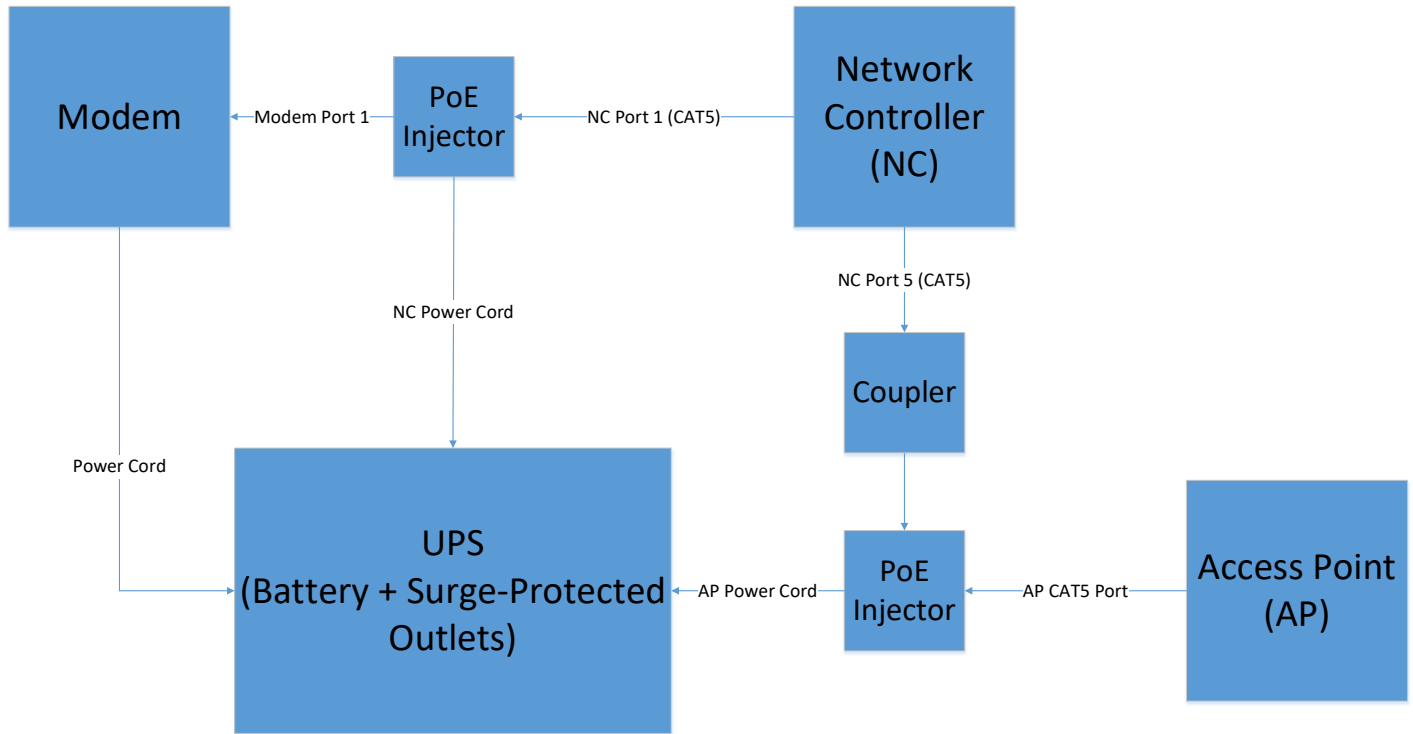 Modem
Modem Port 1
PoE
Injector
NC Port 1 (CAT5)
Network
Controller
(NC)
NC Port 5 (CAT5)
NC Power Cord
Coupler
Power Cord
UPS
(Battery + Surge-Protected
Outlets)
AP Power Cord
PoE
Injector
AP CAT5 Port
Access Point
(AP)